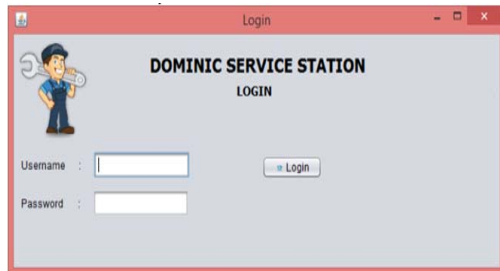 Login
DOMINIC SERVICE STATION
LOGIN
Username :
Login
Password :